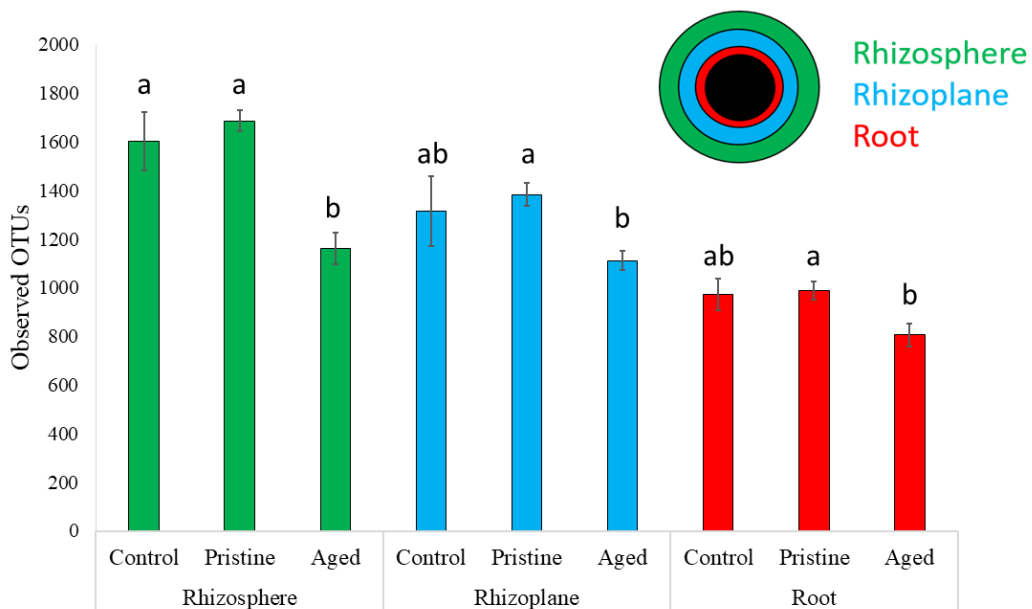 Rhizosphere
Rhizoplane
Root
Observed OTUs
2000
1800
1600
1400
1200
1000
800
600
400
200
0
a
a
b
ab
a
b
ab
a
b
Control Pristine Aged Control Pristine Aged Control Pristine Aged
Rhizosphere Rhizoplane Root